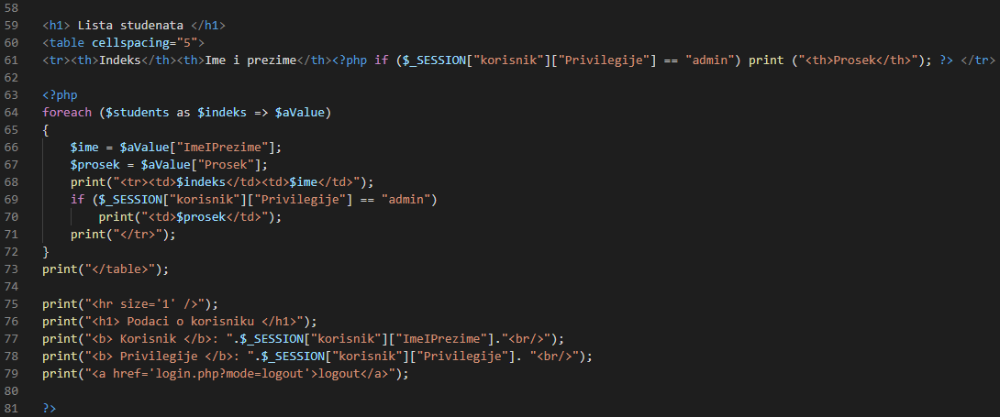 58
59 <h1> Lista studenata </h1>
60 <table cellspacing="5">
61 <tr><th>Indeks</th><th>Ime i prezime</th><?php if ($_SESSION["korisnik"]["Privilegije"] == "admin") print ("<th>Prosek</th>"); ?> </tr>
62
63 <?php
64 foreach ($students as $indeks => $aValue)
65 {
66     $ime = $aValue["ImeIPrezime"];
67     $prosek = $aValue["Prosek"];
68     print("<tr><td>$indeks</td><td>$ime</td>");
69     if ($_SESSION["korisnik"]["Privilegije"] == "admin")
70         print("<td>$prosek</td>");
71     print("</tr>");
72 }
73 print("</table>");
74
75 print("<hr size='1' />");
76 print("<h1> Podaci o korisniku </h1>");
77 print("<b> Korisnik </b>: ".$_SESSION["korisnik"]["ImeIPrezime"]."<br/>");
78 print("<b> Privilegije </b>: ".$_SESSION["korisnik"]["Privilegije"]. "<br/>");
79 print("<a href='login.php?mode=logout'>logout</a>");
80
81 ?>